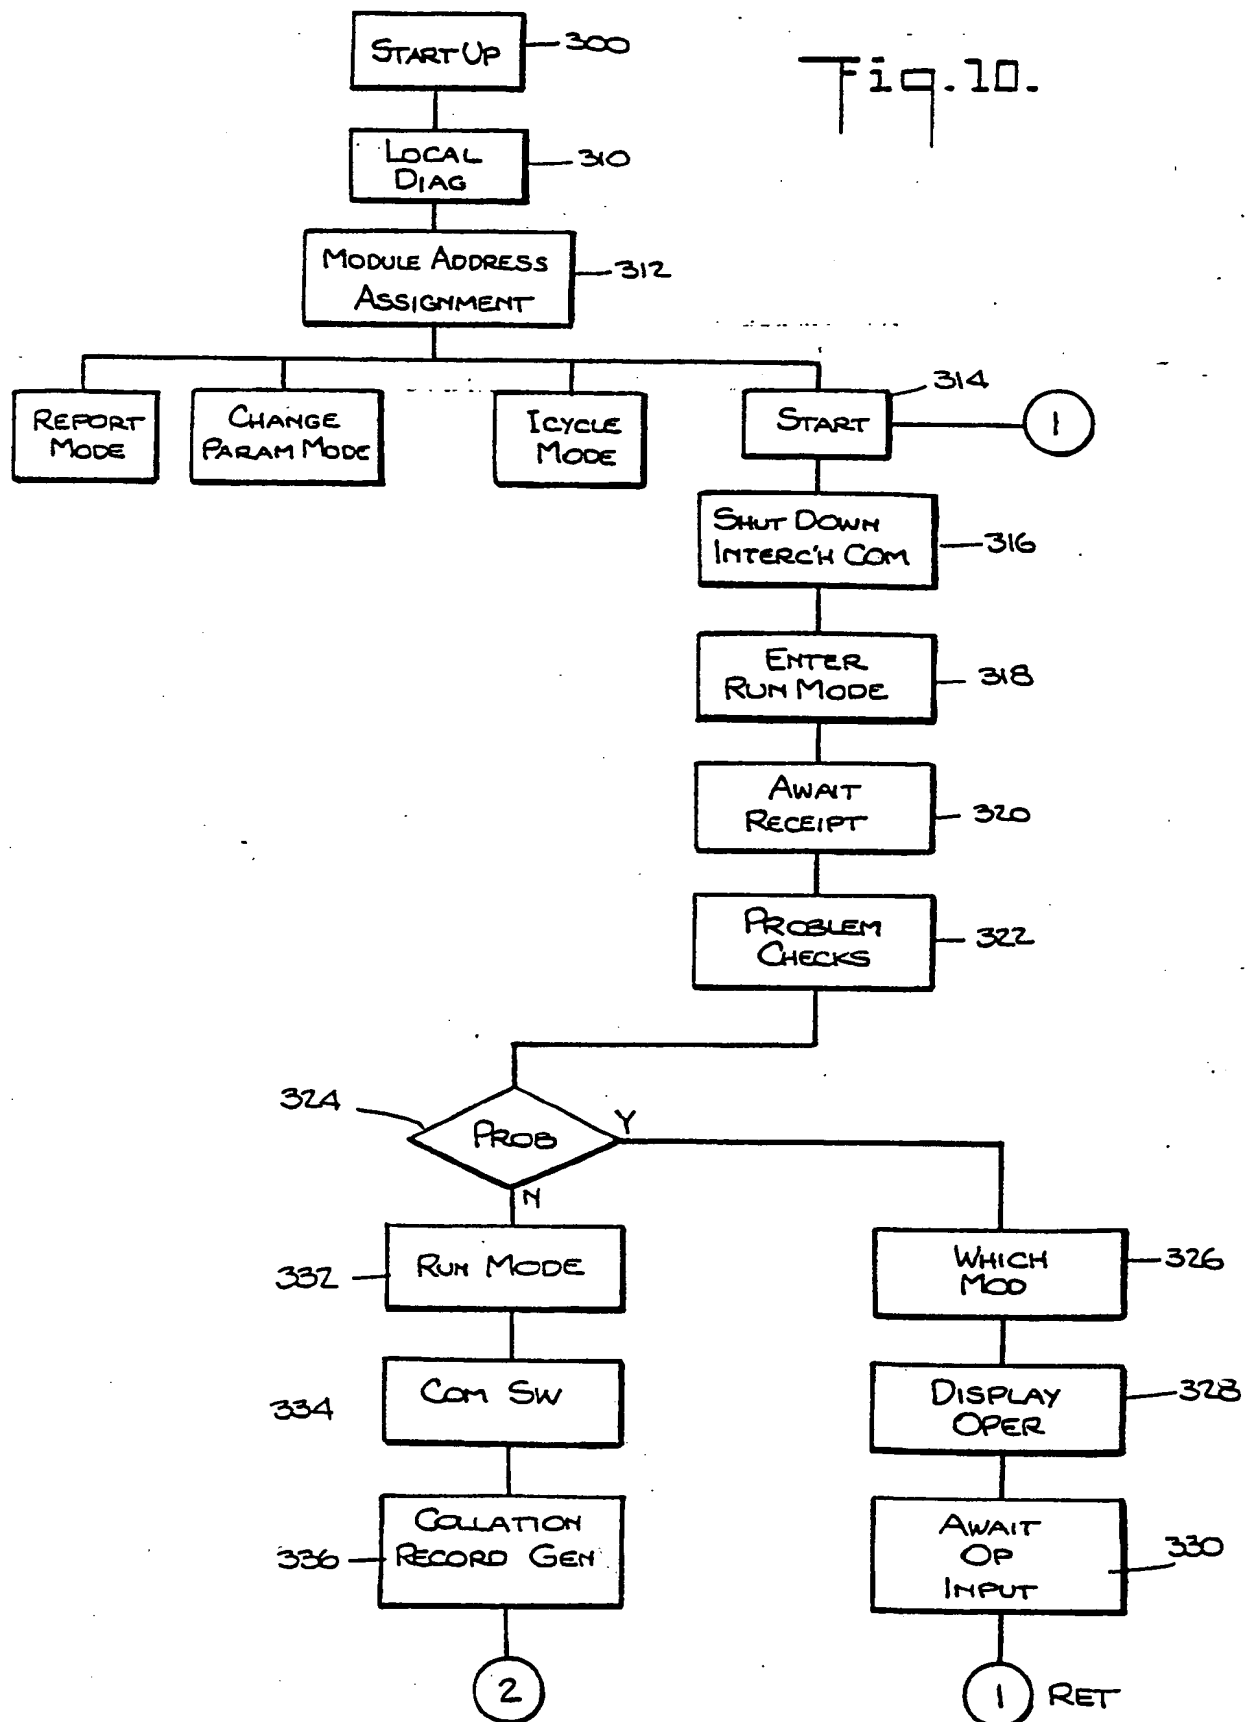 START UP
300
Fig.10.
LOCAL
DIAG
310
MODULE ADDRESS
ASSIGNMENT
312
REPORT
MODE
CHANGE
PARAM MODE
ICYCLE
MODE
START
314
1
SHUT DOWN
INTERC'H COM
316
ENTER
RUN MODE
318
AWAIT
RECEIPT
320
PROBLEM
CHECKS
322
324
PROB
Y
N
RUN MODE
332
WHICH
MOD
326
COM SW
334
DISPLAY
OPER
328
COLLATION
RECORD GEN
336
AWAIT
OP
INPUT
330
2
1 RET